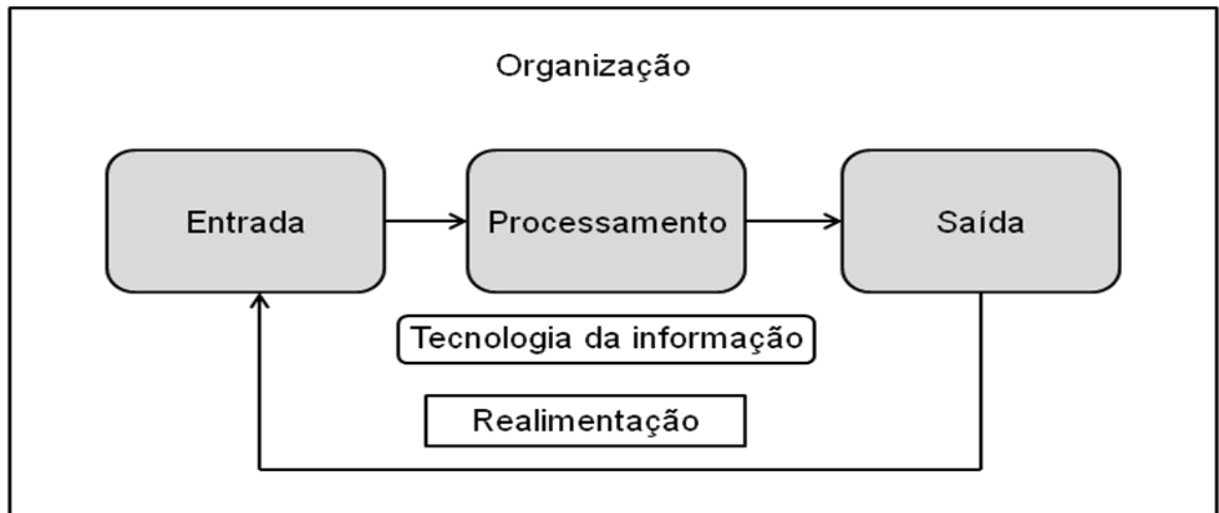 Organização
Entrada
Processamento
Saída
Tecnologia da informação
Realimentação